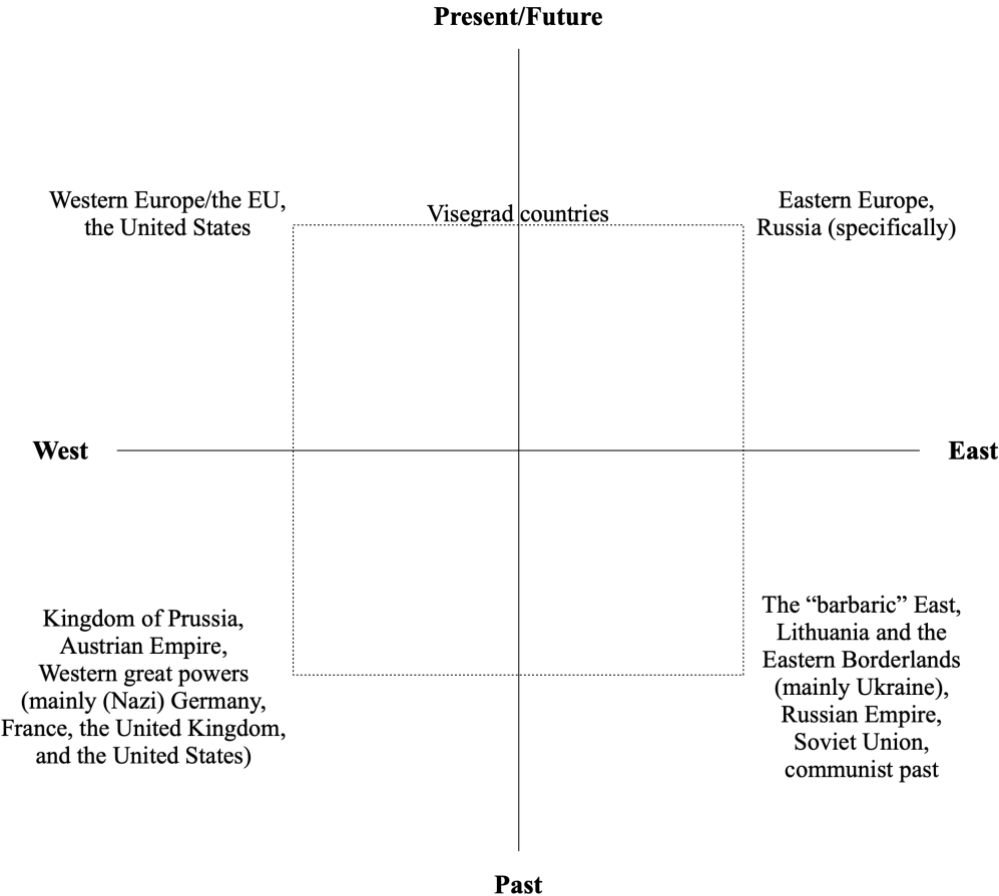 Present/Future
Western Europe/the EU,
the United States
Visegrad countries
Eastern Europe,
Russia (specifically)
West
East
Kingdom of Prussia,
Austrian Empire,
Western great powers
(mainly (Nazi) Germany,
France, the United Kingdom,
and the United States)
The “barbaric” East,
Lithuania and the
Eastern Borderlands
(mainly Ukraine),
Russian Empire,
Soviet Union,
communist past
Past